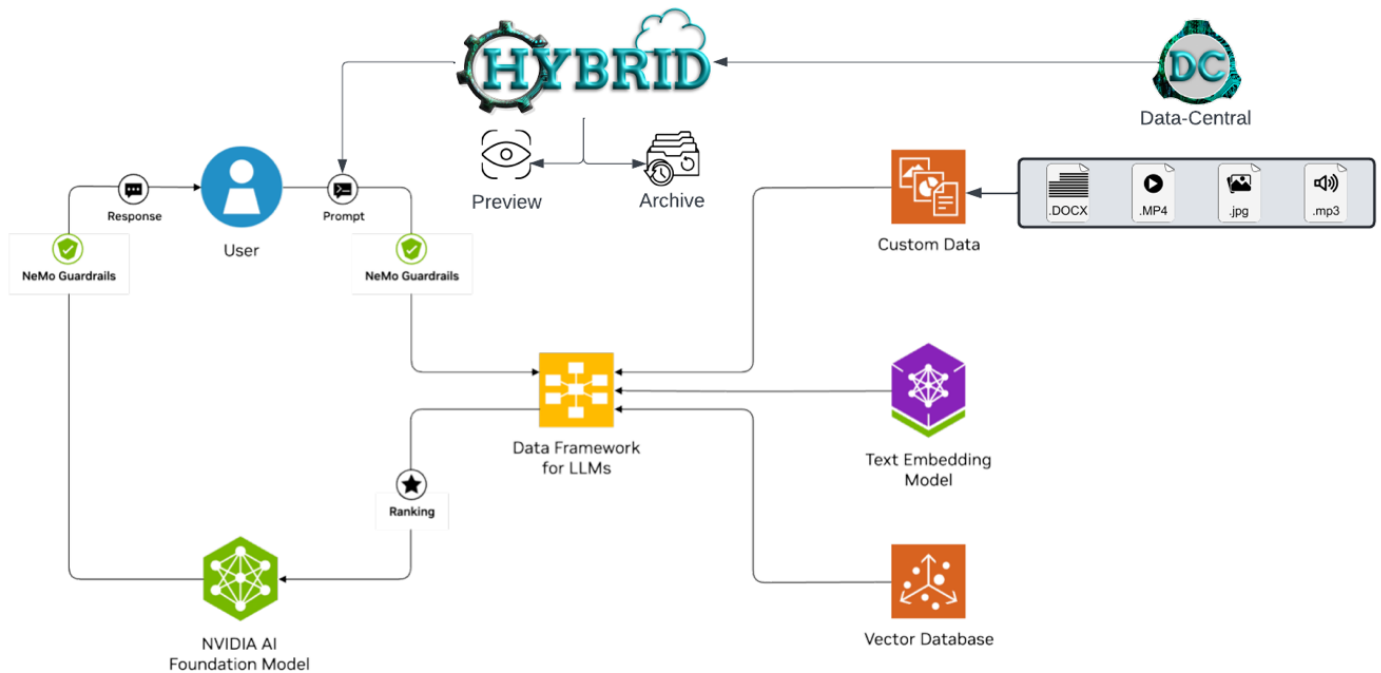 HYBRID
DC
Data-Central
Preview
Archive
.DOCX
.MP4
.jpg
.mp3
Custom Data
Response
User
Prompt
NeMo Guardrails
NeMo Guardrails
Data Framework
for LLMs
Text Embedding
Model
Ranking
NVIDIA AI
Foundation Model
Vector Database